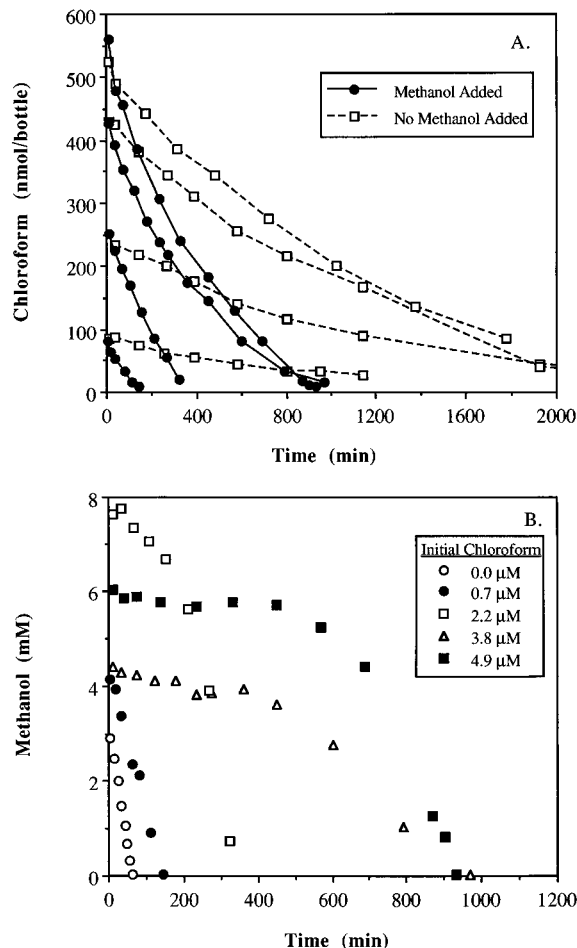 A.
600
500
400
300
200
100
0
Chloroform (nmol/bottle)
Methanol Added
No Methanol Added
0 400 800 1200 1600 2000
Time (min)
B.
8
6
4
2
0
Methanol (mM)
Initial Chloroform
0.0 μM
0.7 μM
2.2 μM
3.8 μM
4.9 μM
0 200 400 600 800 1000 1200
Time (min)